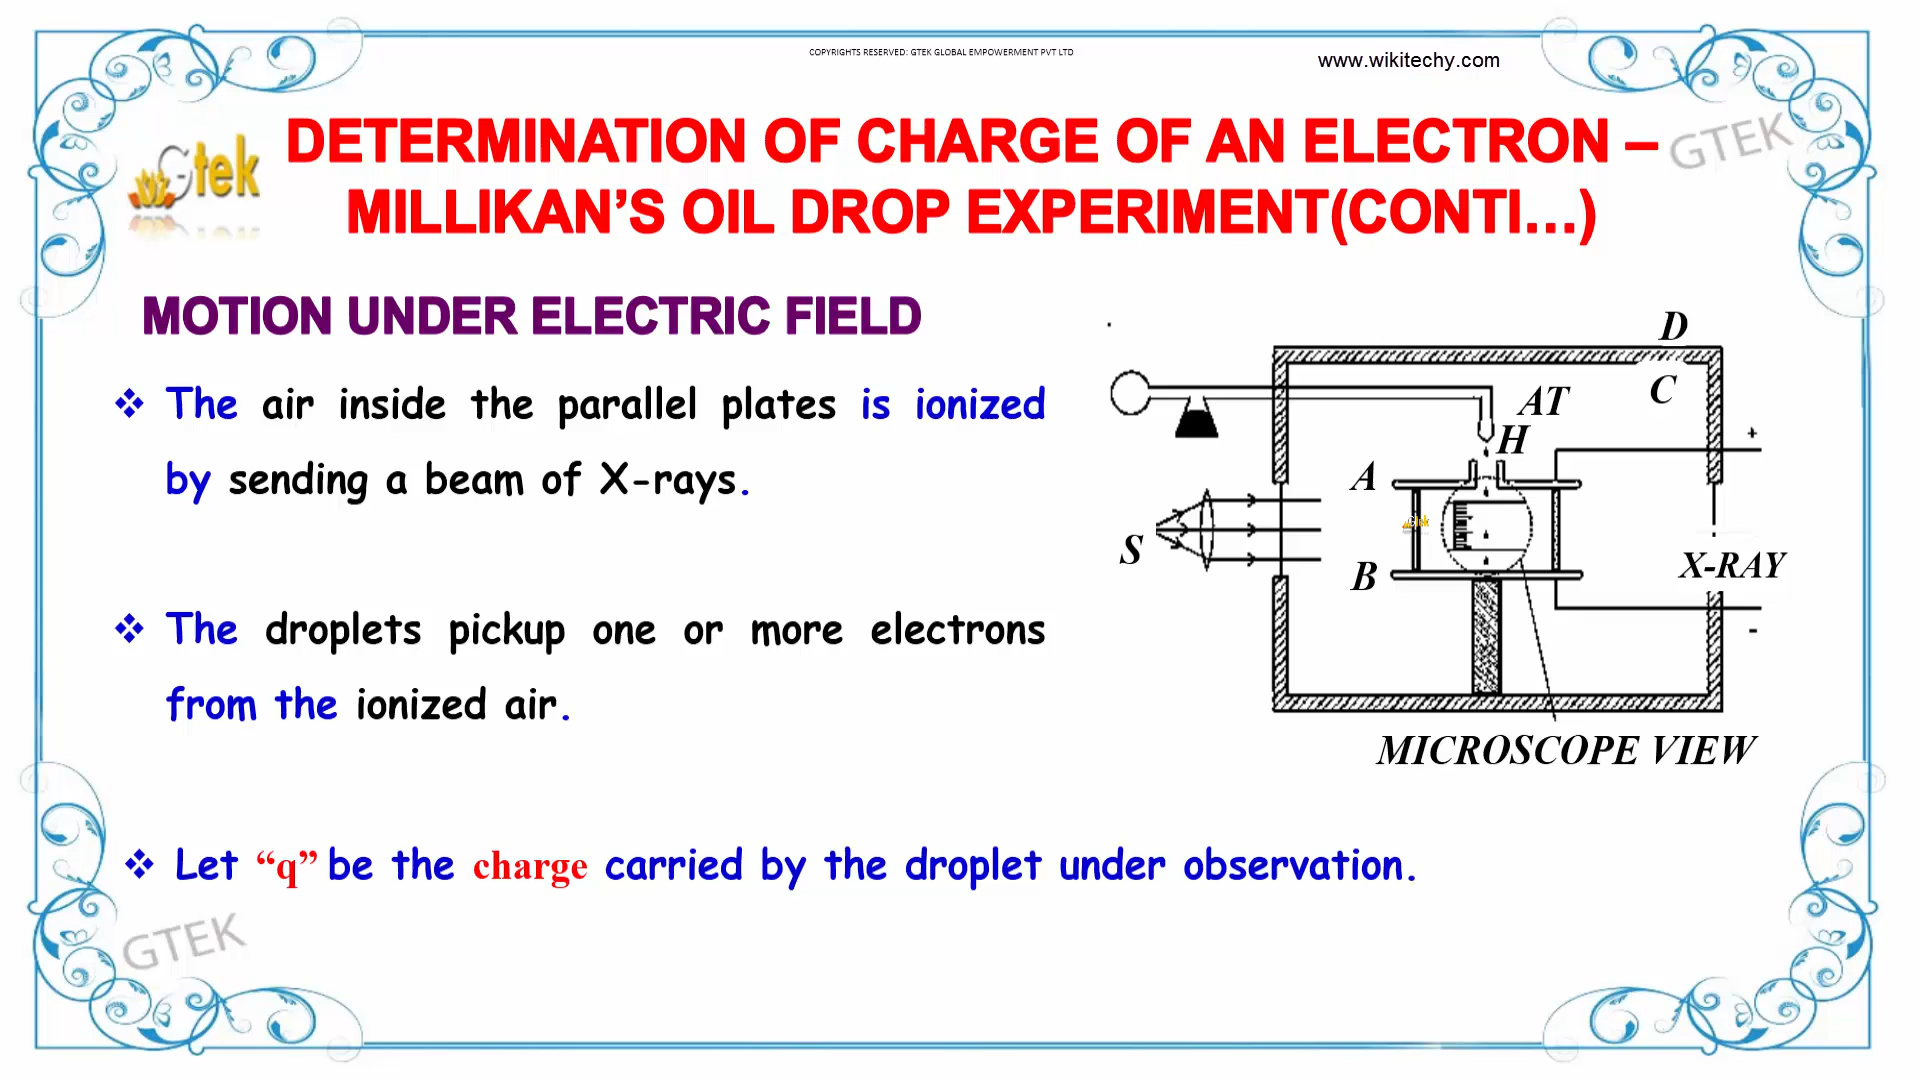 COPYRIGHTS RESERVED: GTEK GLOBAL EMPOWERMENT PVT LTD
www.wikitechy.com
GTEK
Gtek
DETERMINATION OF CHARGE OF AN ELECTRON –
MILLIKAN’S OIL DROP EXPERIMENT(CONTI...)
MOTION UNDER ELECTRIC FIELD
❖ The air inside the parallel plates is ionized
by sending a beam of X-rays.
❖ The droplets pickup one or more electrons
from the ionized air.
❖ Let “q” be the charge carried by the droplet under observation.
D
C
AT
H
+
A
Gtek
S
B
X-RAY
-
MICROSCOPE VIEW
GTEK